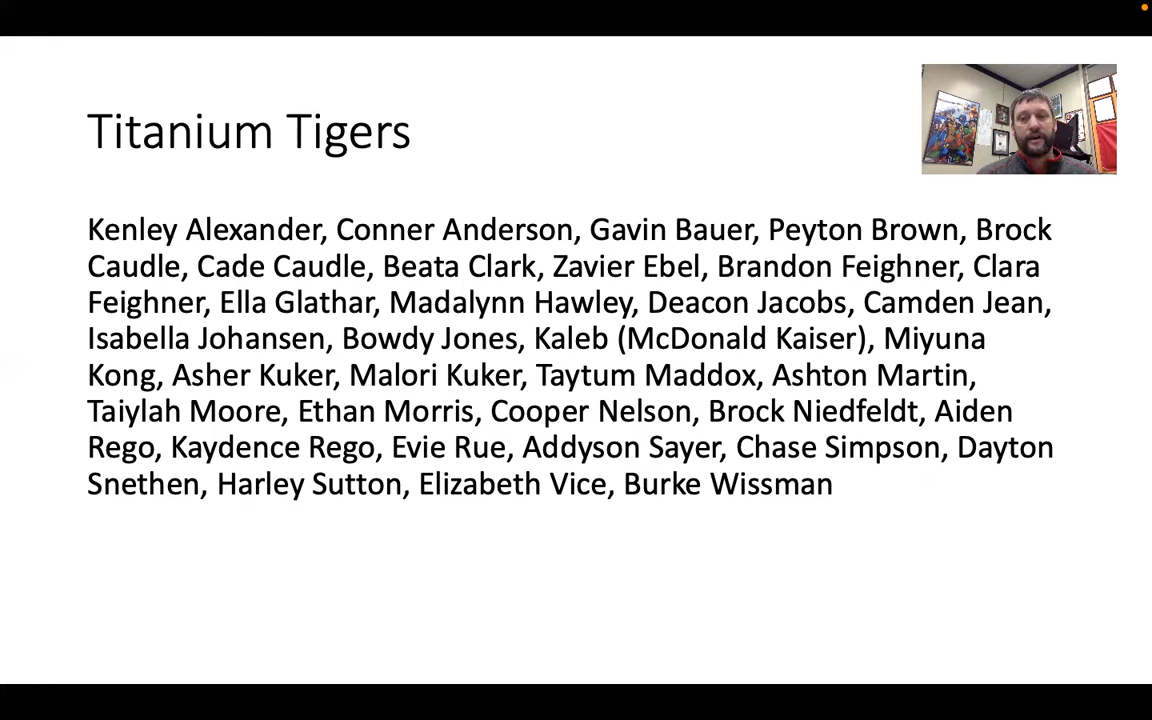 Titanium Tigers
Kenley Alexander, Conner Anderson, Gavin Bauer, Peyton Brown, Brock
Caudle, Cade Caudle, Beata Clark, Zavier Ebel, Brandon Feighner, Clara
Feighner, Ella Glathar, Madalynn Hawley, Deacon Jacobs, Camden Jean,
Isabella Johansen, Bowdy Jones, Kaleb (McDonald Kaiser), Miyuna
Kong, Asher Kuker, Malori Kuker, Taytum Maddox, Ashton Martin,
Taiylah Moore, Ethan Morris, Cooper Nelson, Brock Niedfeldt, Aiden
Rego, Kaydence Rego, Evie Rue, Addyson Sayer, Chase Simpson, Dayton
Snethen, Harley Sutton, Elizabeth Vice, Burke Wissman